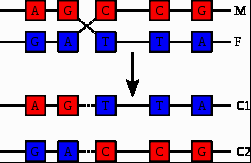 A G C C G M
G A T T A F
A G T T A C1
G A C C G C2